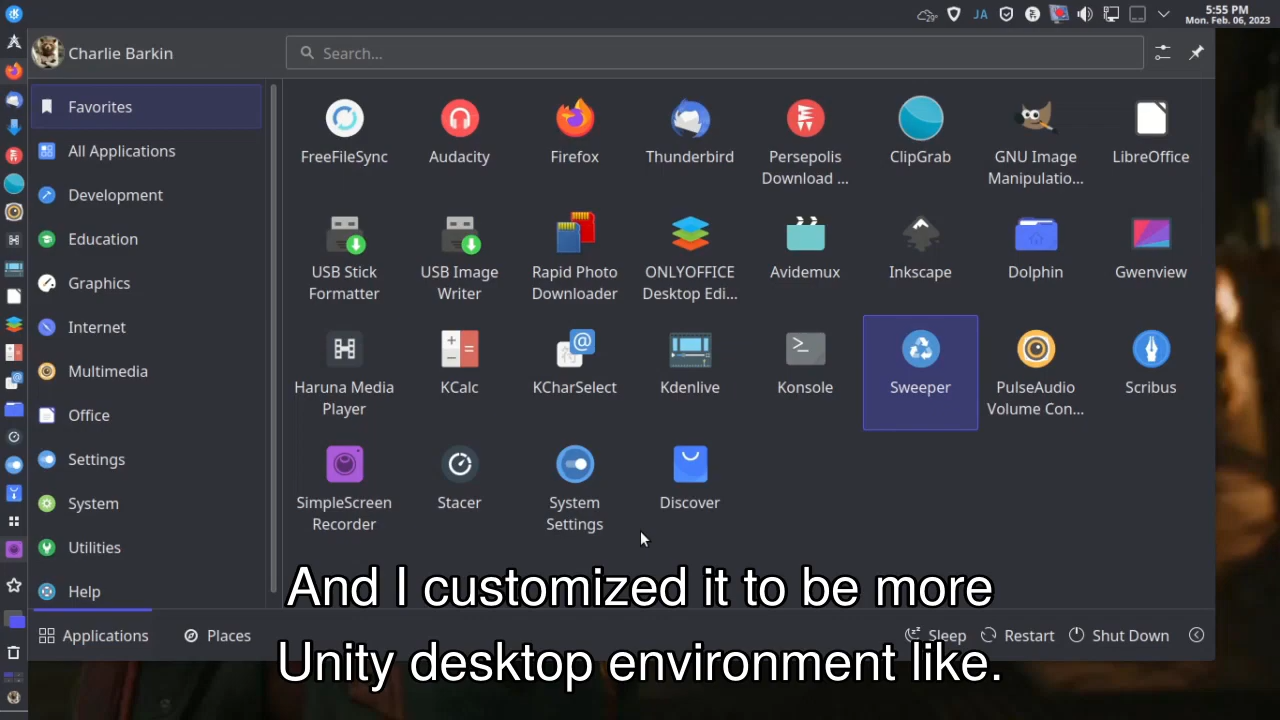 5:55 PM
Mon. Feb. 06, 2023
JA
29°
Charlie Barkin
Search...
Favorites
All Applications
Development
Education
Graphics
Internet
Multimedia
Office
Settings
System
Utilities
Help
FreeFileSync
Audacity
Firefox
Thunderbird
Persepolis
Download ...
ClipGrab
GNU Image
Manipulatio...
LibreOffice
USB Stick
Formatter
USB Image
Writer
Rapid Photo
Downloader
ONLYOFFICE
Desktop Edi...
Avidemux
Inkscape
Dolphin
Gwenview
Haruna Media
Player
KCalc
KCharSelect
Kdenlive
Konsole
Sweeper
PulseAudio
Volume Con...
Scribus
SimpleScreen
Recorder
Stacer
System
Settings
Discover
And I customized it to be more
Unity desktop environment like.
Applications
Places
Sleep
Restart
Shut Down